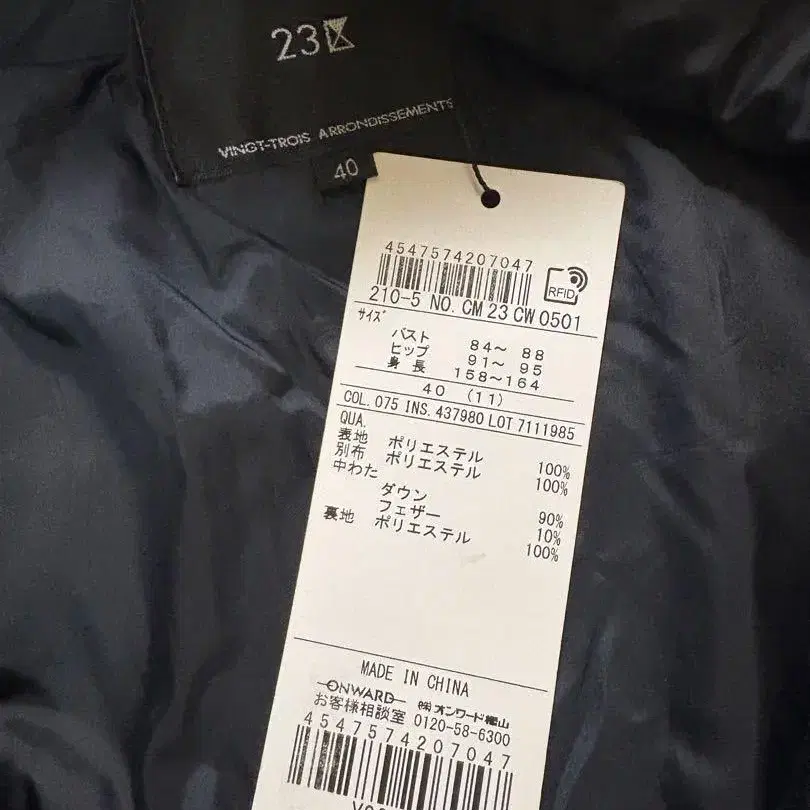 23区
VINGT-TROIS ARRONDISSEMENTS
40
4547574207047
RFID
210-5 NO. CM 23 CW 0501
サイズ
バスト 84～ 88
ヒップ 91～ 95
身長 158～164
40 (11)
COL. 075 INS. 437980 LOT 7111985
QUA.
表地 ポリエステル 100%
別布 ポリエステル 100%
中わた
ダウン 90%
フェザー 10%
裏地 ポリエステル 100%
MADE IN CHINA
ONWARD ㈱オンワード樫山
お客様相談室 0120-58-6300
4547574207047